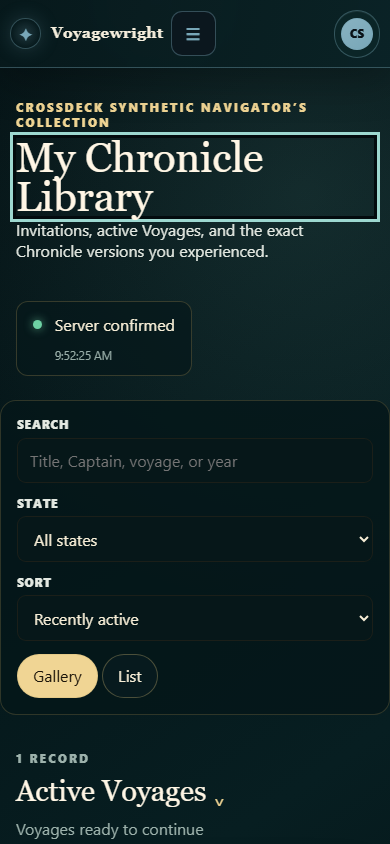 Voyagewright
CS
CROSSDECK SYNTHETIC NAVIGATOR'S
COLLECTION
My Chronicle
Library
Invitations, active Voyages, and the exact
Chronicle versions you experienced.
Server confirmed
9:52:25 AM
SEARCH
Title, Captain, voyage, or year
STATE
All states
SORT
Recently active
Gallery
List
1 RECORD
Active Voyages
Voyages ready to continue